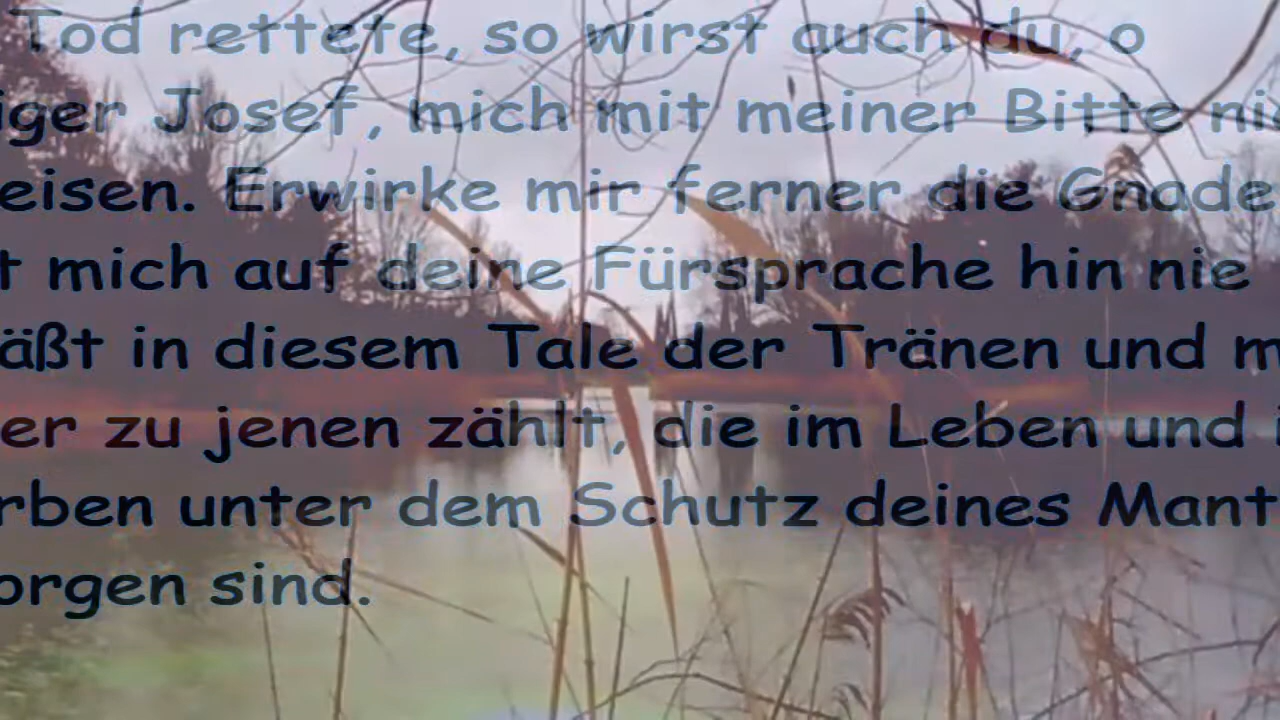 Tod rettete, so wirst auch du, o
iger Josef, mich mit meiner Bitte ni
eisen. Erwirke mir ferner die Gnade
t mich auf deine Fürsprache hin nie
äßt in diesem Tale der Tränen und m
er zu jenen zählt, die im Leben und i
rben unter dem Schutz deines Mant
orgen sind.